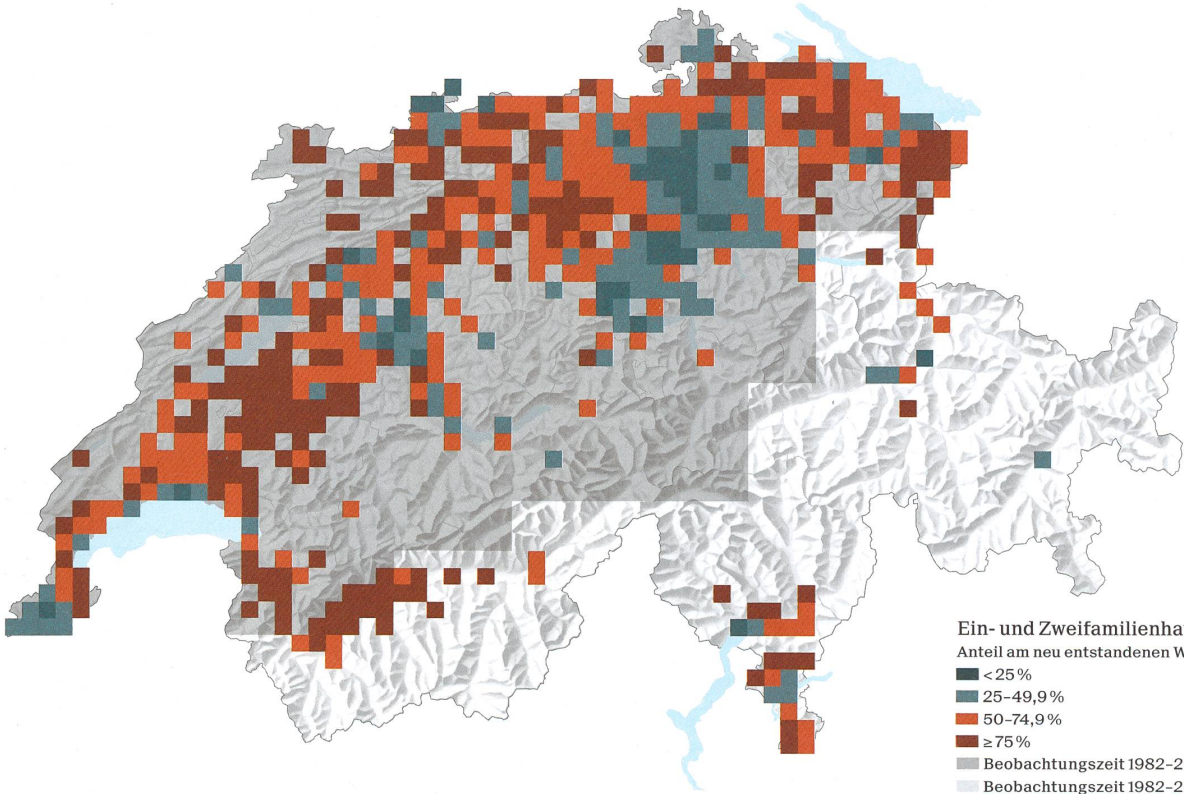 Ein- und Zweifamilienha
Anteil am neu entstandenen W
<25%
25–49,9%
50–74,9%
≥75%
Beobachtungszeit 1982–2
Beobachtungszeit 1982–2